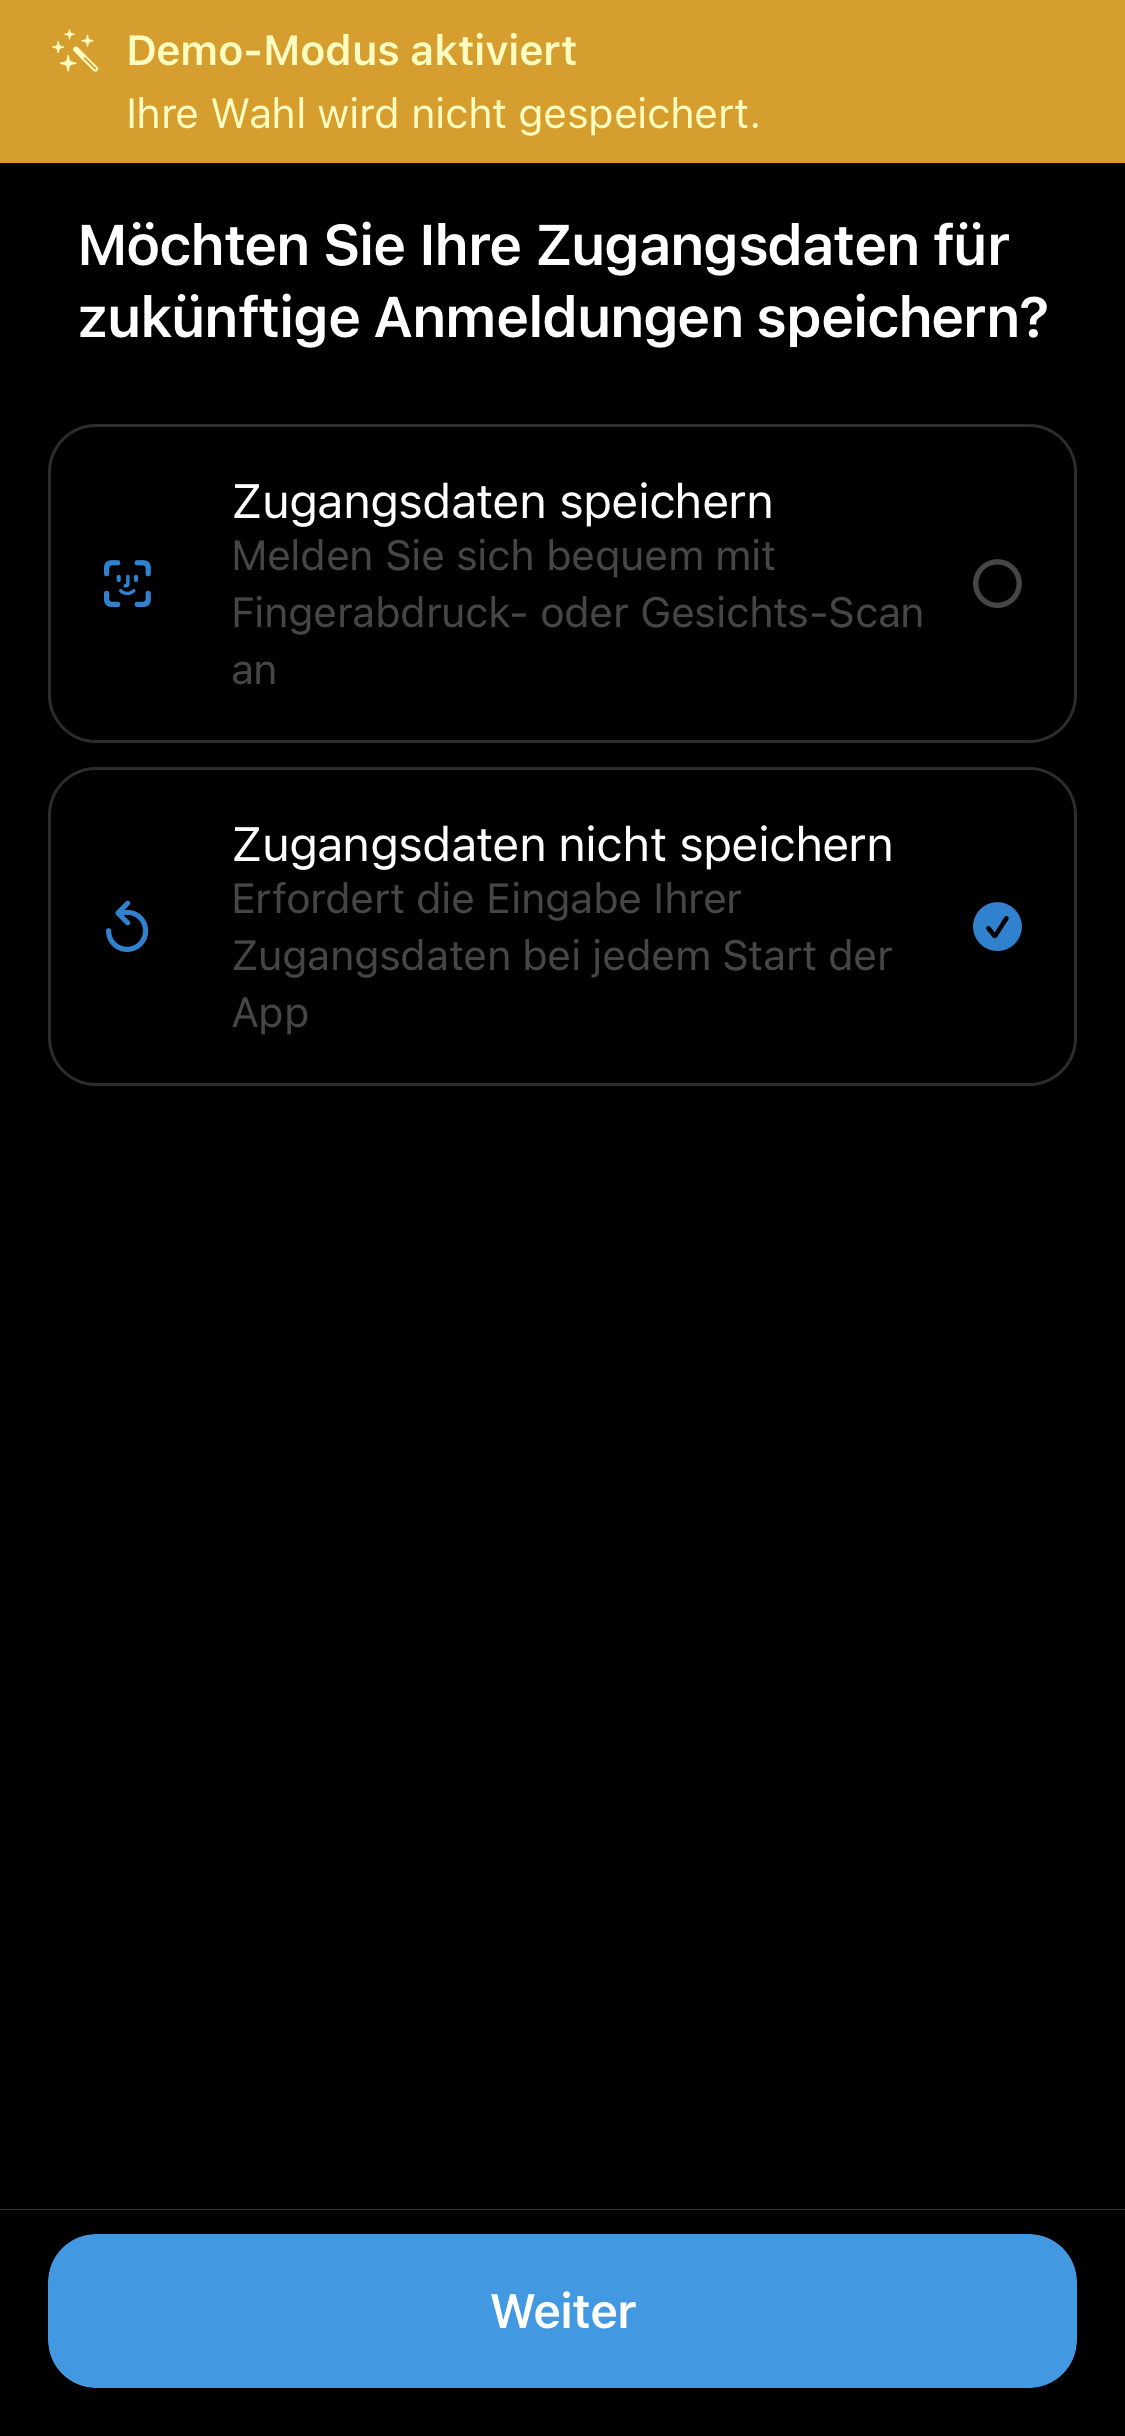 Demo-Modus aktiviert
Ihre Wahl wird nicht gespeichert.
Möchten Sie Ihre Zugangsdaten für
zukünftige Anmeldungen speichern?
Zugangsdaten speichern
Melden Sie sich bequem mit
Fingerabdruck- oder Gesichts-Scan
an
Zugangsdaten nicht speichern
Erfordert die Eingabe Ihrer
Zugangsdaten bei jedem Start der
App
Weiter